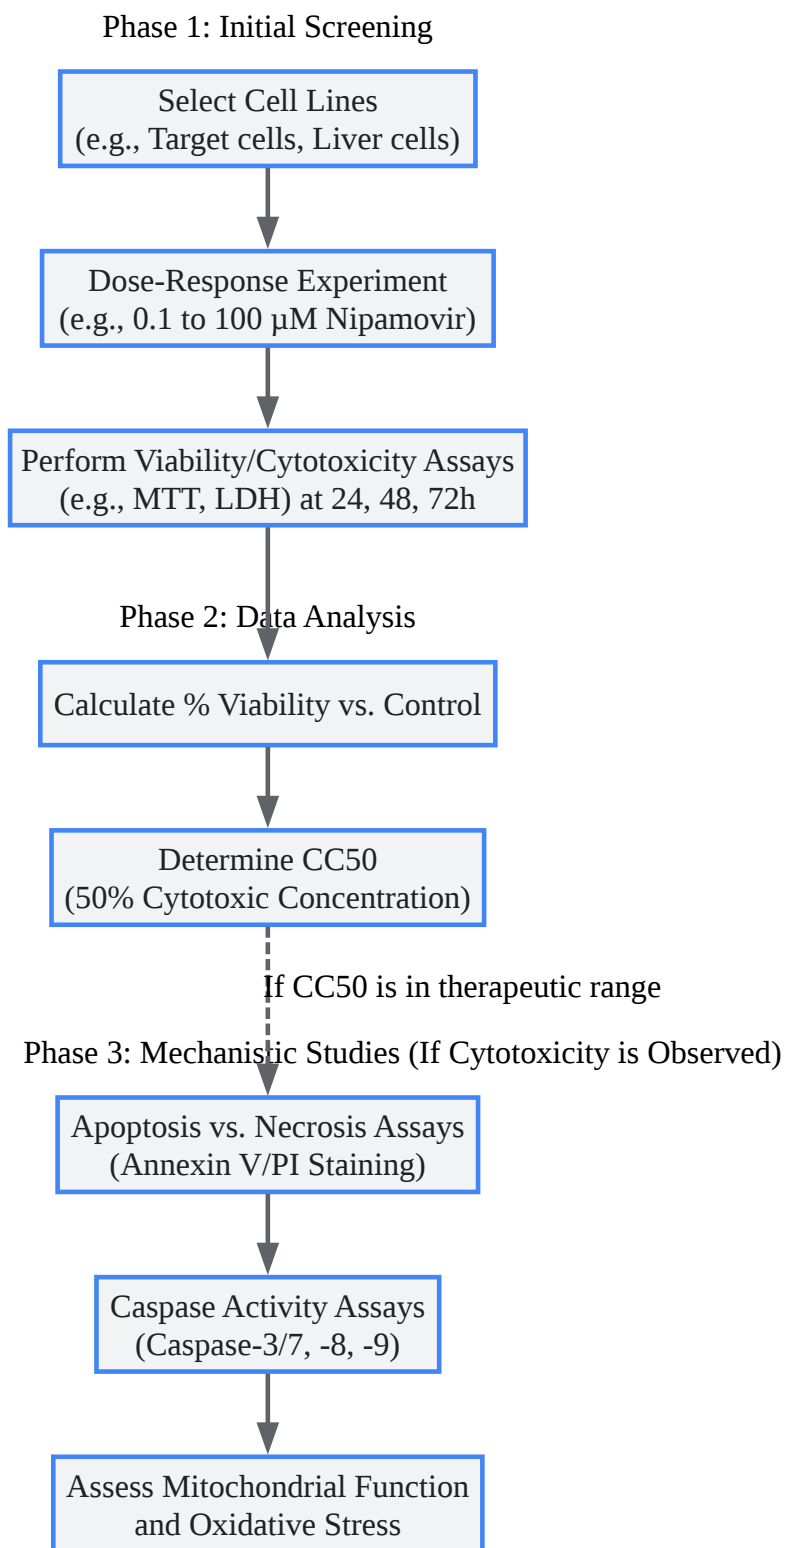 Phase 1: Initial Screening
Select Cell Lines
(e.g., Target cells, Liver cells)
Dose-Response Experiment
(e.g., 0.1 to 100 µM Nipamovir)
Perform Viability/Cytotoxicity Assays
(e.g., MTT, LDH) at 24, 48, 72h
Phase 2: Data Analysis
Calculate % Viability vs. Control
Determine CC50
(50% Cytotoxic Concentration)
If CC50 is in therapeutic range
Phase 3: Mechanistic Studies (If Cytotoxicity is Observed)
Apoptosis vs. Necrosis Assays
(Annexin V/PI Staining)
Caspase Activity Assays
(Caspase-3/7, -8, -9)
Assess Mitochondrial Function
and Oxidative Stress